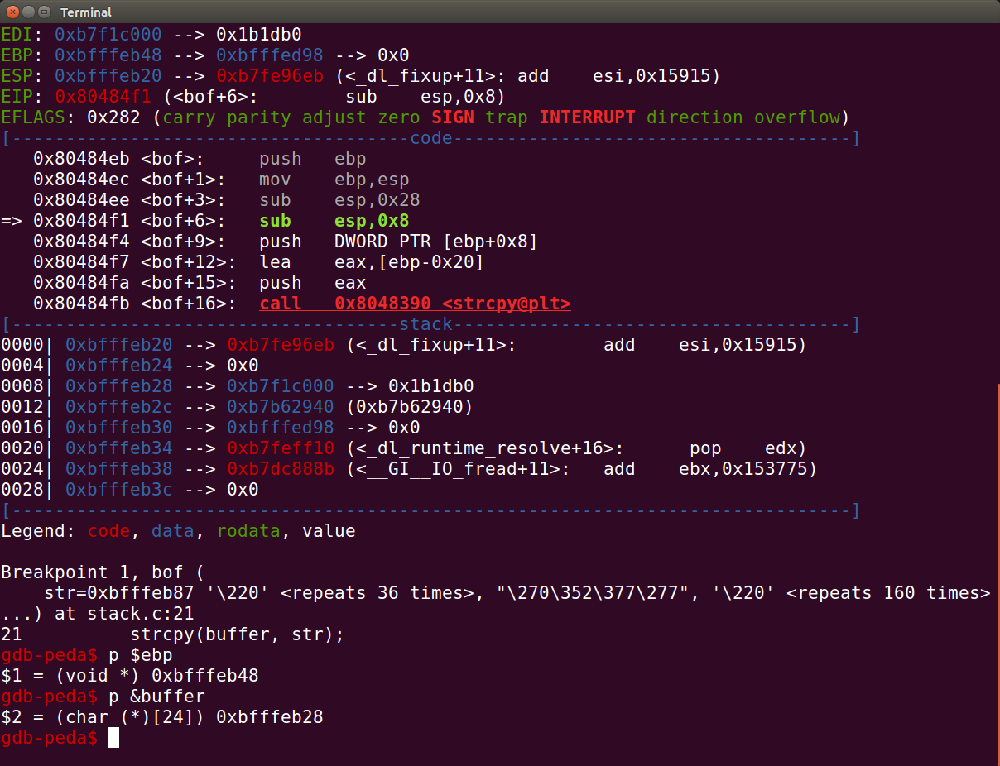 Terminal
EDI: 0xb7f1c000 --> 0x1b1db0
EBP: 0xbfffeb48 --> 0xbfffed98 --> 0x0
ESP: 0xbfffeb20 --> 0xb7fe96eb (<_dl_fixup+11>: add    esi,0x15915)
EIP: 0x80484f1 (<bof+6>:        sub    esp,0x8)
EFLAGS: 0x282 (carry parity adjust zero SIGN trap INTERRUPT direction overflow)
[-------------------------------------code-------------------------------------]
   0x80484eb <bof>:     push   ebp
   0x80484ec <bof+1>:   mov    ebp,esp
   0x80484ee <bof+3>:   sub    esp,0x28
=> 0x80484f1 <bof+6>:   sub    esp,0x8
   0x80484f4 <bof+9>:   push   DWORD PTR [ebp+0x8]
   0x80484f7 <bof+12>:  lea    eax,[ebp-0x20]
   0x80484fa <bof+15>:  push   eax
   0x80484fb <bof+16>:  call   0x8048390 <strcpy@plt>
[------------------------------------stack-------------------------------------]
0000| 0xbfffeb20 --> 0xb7fe96eb (<_dl_fixup+11>:        add    esi,0x15915)
0004| 0xbfffeb24 --> 0x0
0008| 0xbfffeb28 --> 0xb7f1c000 --> 0x1b1db0
0012| 0xbfffeb2c --> 0xb7b62940 (0xb7b62940)
0016| 0xbfffeb30 --> 0xbfffed98 --> 0x0
0020| 0xbfffeb34 --> 0xb7feff10 (<_dl_runtime_resolve+16>:      pop    edx)
0024| 0xbfffeb38 --> 0xb7dc888b (<__GI__IO_fread+11>:   add    ebx,0x153775)
0028| 0xbfffeb3c --> 0x0
[------------------------------------------------------------------------------]
Legend: code, data, rodata, value
Breakpoint 1, bof (
    str=0xbfffeb87 '\220' <repeats 36 times>, "\270\352\377\277", '\220' <repeats 160 times>
...) at stack.c:21
21          strcpy(buffer, str);
gdb-peda$ p $ebp
$1 = (void *) 0xbfffeb48
gdb-peda$ p &buffer
$2 = (char (*)[24]) 0xbfffeb28
gdb-peda$